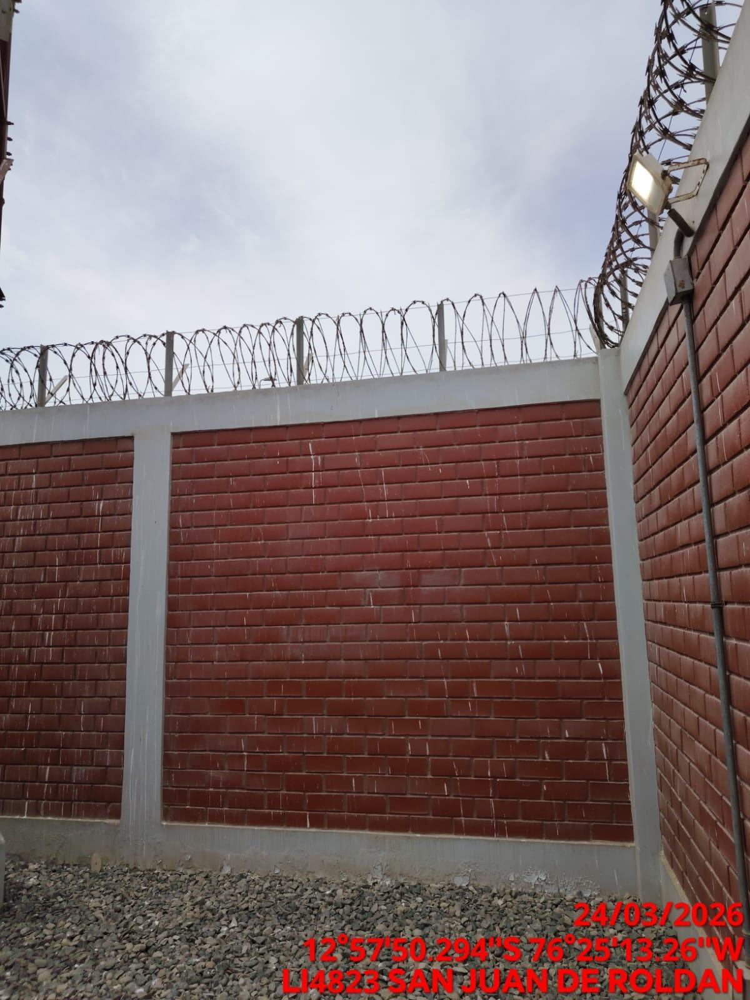 24/03/2026
12°57'50.294"S 76°25'13.26"W
LI4823 SAN JUAN DE ROLDAN